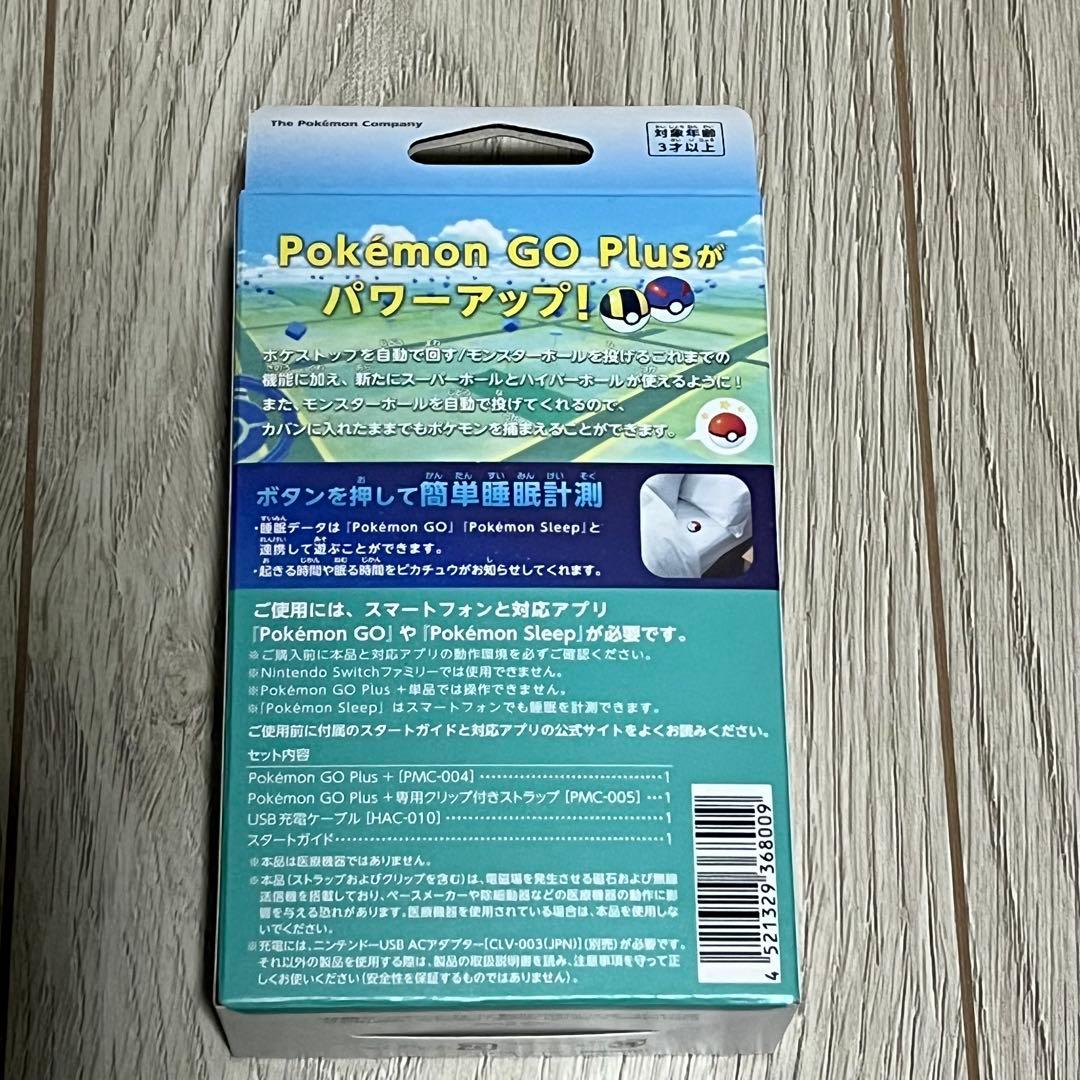 The Pokémon Company
対象年齢
3才以上
Pokémon GO Plusが
パワーアップ!
ポケストップを自動で回す/モンスターボールを投げるこれまでの
機能に加え、新たにスーパーボールとハイパーボールが使えるように!
また、モンスターボールを自動で投げてくれるので、
カバンに入れたままでもポケモンを捕まえることができます。
ボタンを押して簡単睡眠計測
・睡眠データは『Pokémon GO』『Pokémon Sleep』と
連携して遊ぶことができます。
・起きる時間や眠る時間をピカチュウがお知らせしてくれます。
ご使用には、スマートフォンと対応アプリ
『Pokémon GO』や『Pokémon Sleep』が必要です。
※ご購入前に本品と対応アプリの動作環境を必ずご確認ください。
※Nintendo Switchファミリーでは使用できません。
※Pokémon GO Plus +単品では操作できません。
※『Pokémon Sleep』はスマートフォンでも睡眠を計測できます。
ご使用前に付属のスタートガイドと対応アプリの公式サイトをよくお読みください。
セット内容
Pokémon GO Plus + [PMC-004] ……………………1
Pokémon GO Plus +専用クリップ付きストラップ [PMC-005] …1
USB充電ケーブル [HAC-010]………………………1
スタートガイド……………………………………1
※本品は医療機器ではありません。
※本品(ストラップおよびクリップを含む)は、電磁場を発生させる磁石および無線
送信機を搭載しており、ペースメーカーや除細動器などの医療機器の動作に影
響を与える恐れがあります。医療機器を使用されている場合は、本品を使用しな
いでください。
※充電には、ニンテンドーUSB ACアダプター[CLV-003(JPN)](別売)が必要です。
それ以外の製品を使用する際は、製品の取扱説明書を読み、注意事項を守って正
しくお使いください(安全性を保証するものではありません)。
4 521329 368009